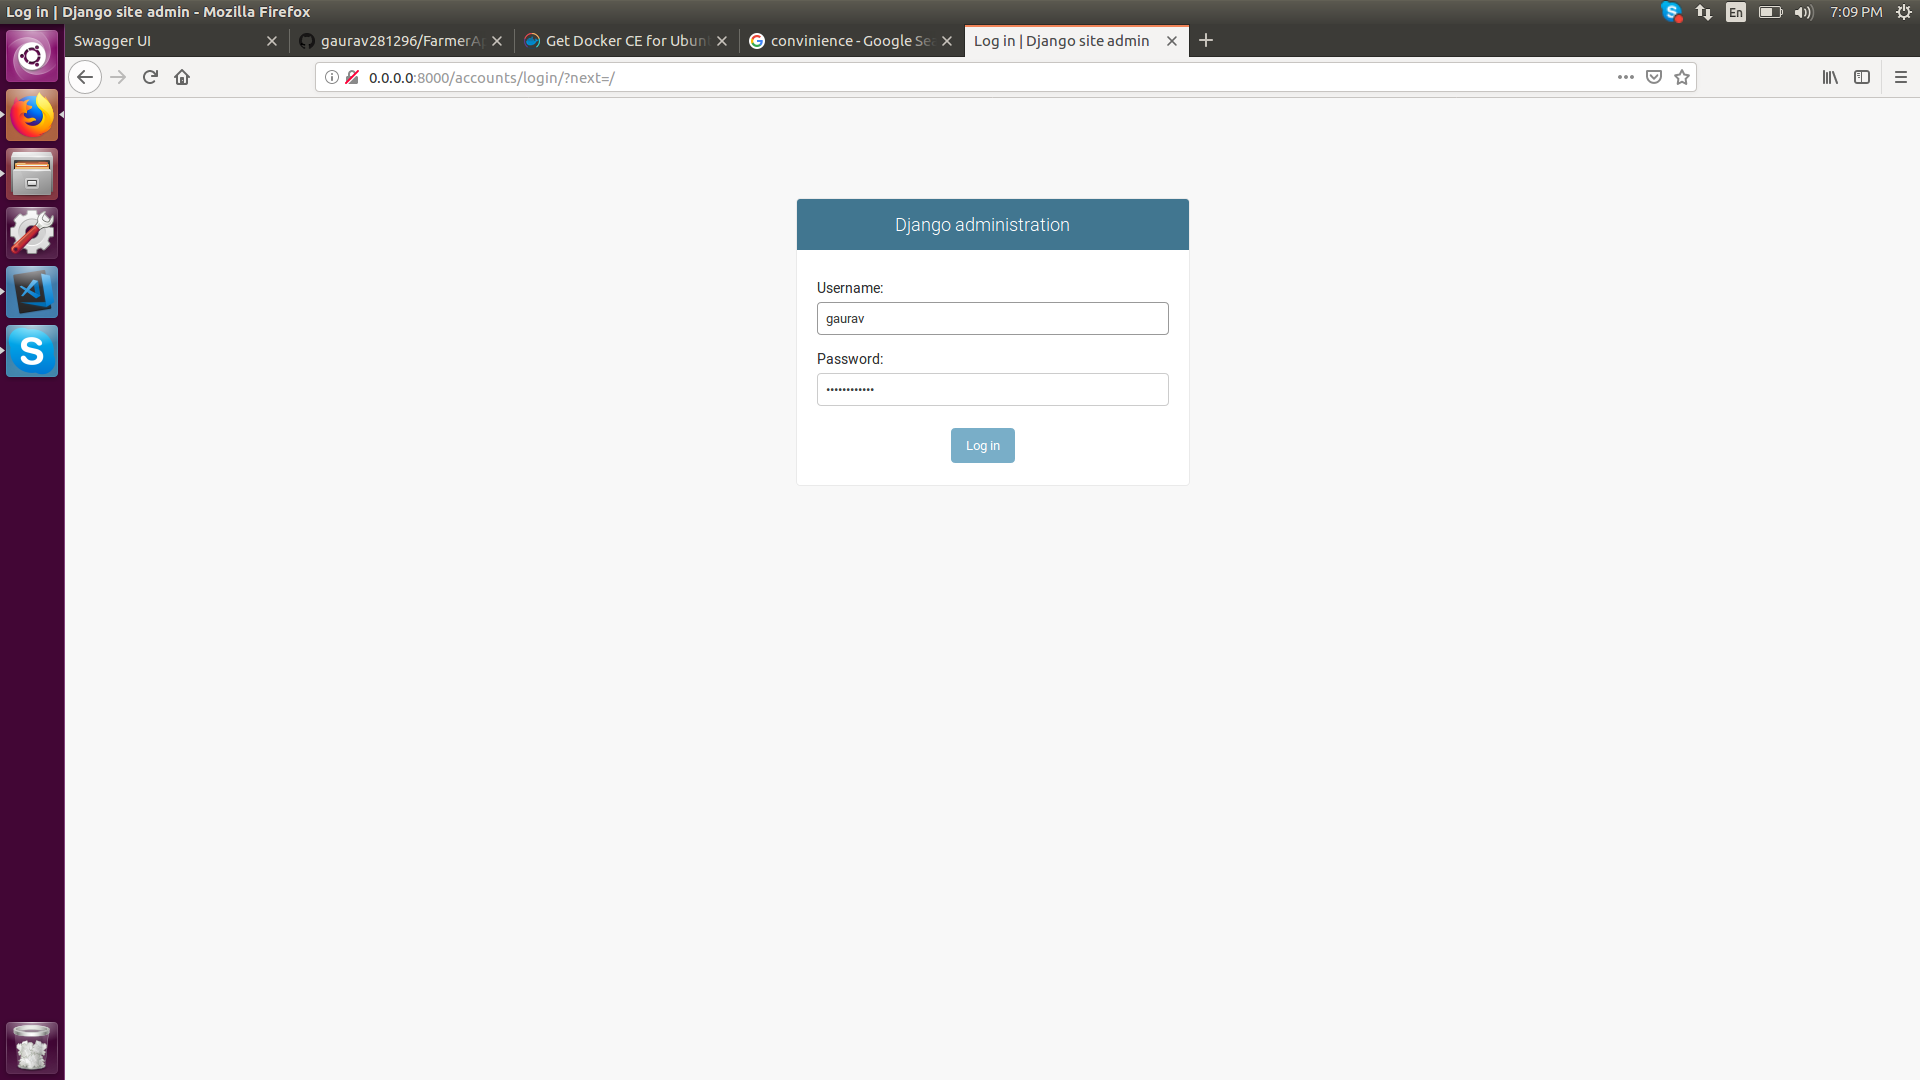 Log in | Django site admin - Mozilla Firefox
En
7:09 PM
Swagger UI
gaurav281296/FarmerA
Get Docker CE for Ubun
convinience - Google Se
Log in | Django site admin
0.0.0.0:8000/accounts/login/?next=/
Django administration
Username:
gaurav
Password:
••••••••••••
Log in